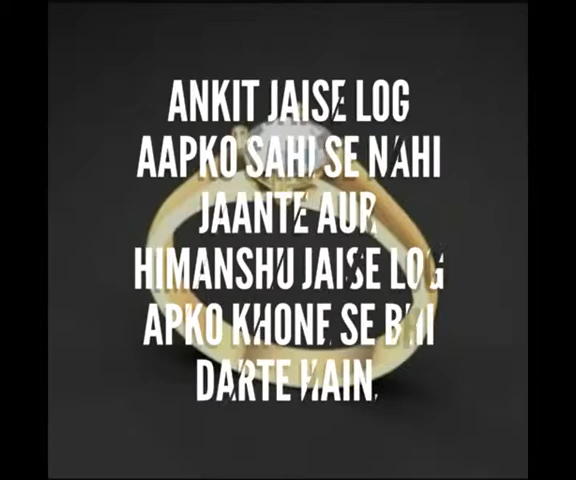 ANKIT JAISE LOG
AAPKO SAHI SE NAHI
JAANTE AUR
HIMANSHU JAISE LOG
APKO KHONE SE BHI
DARTE HAIN.